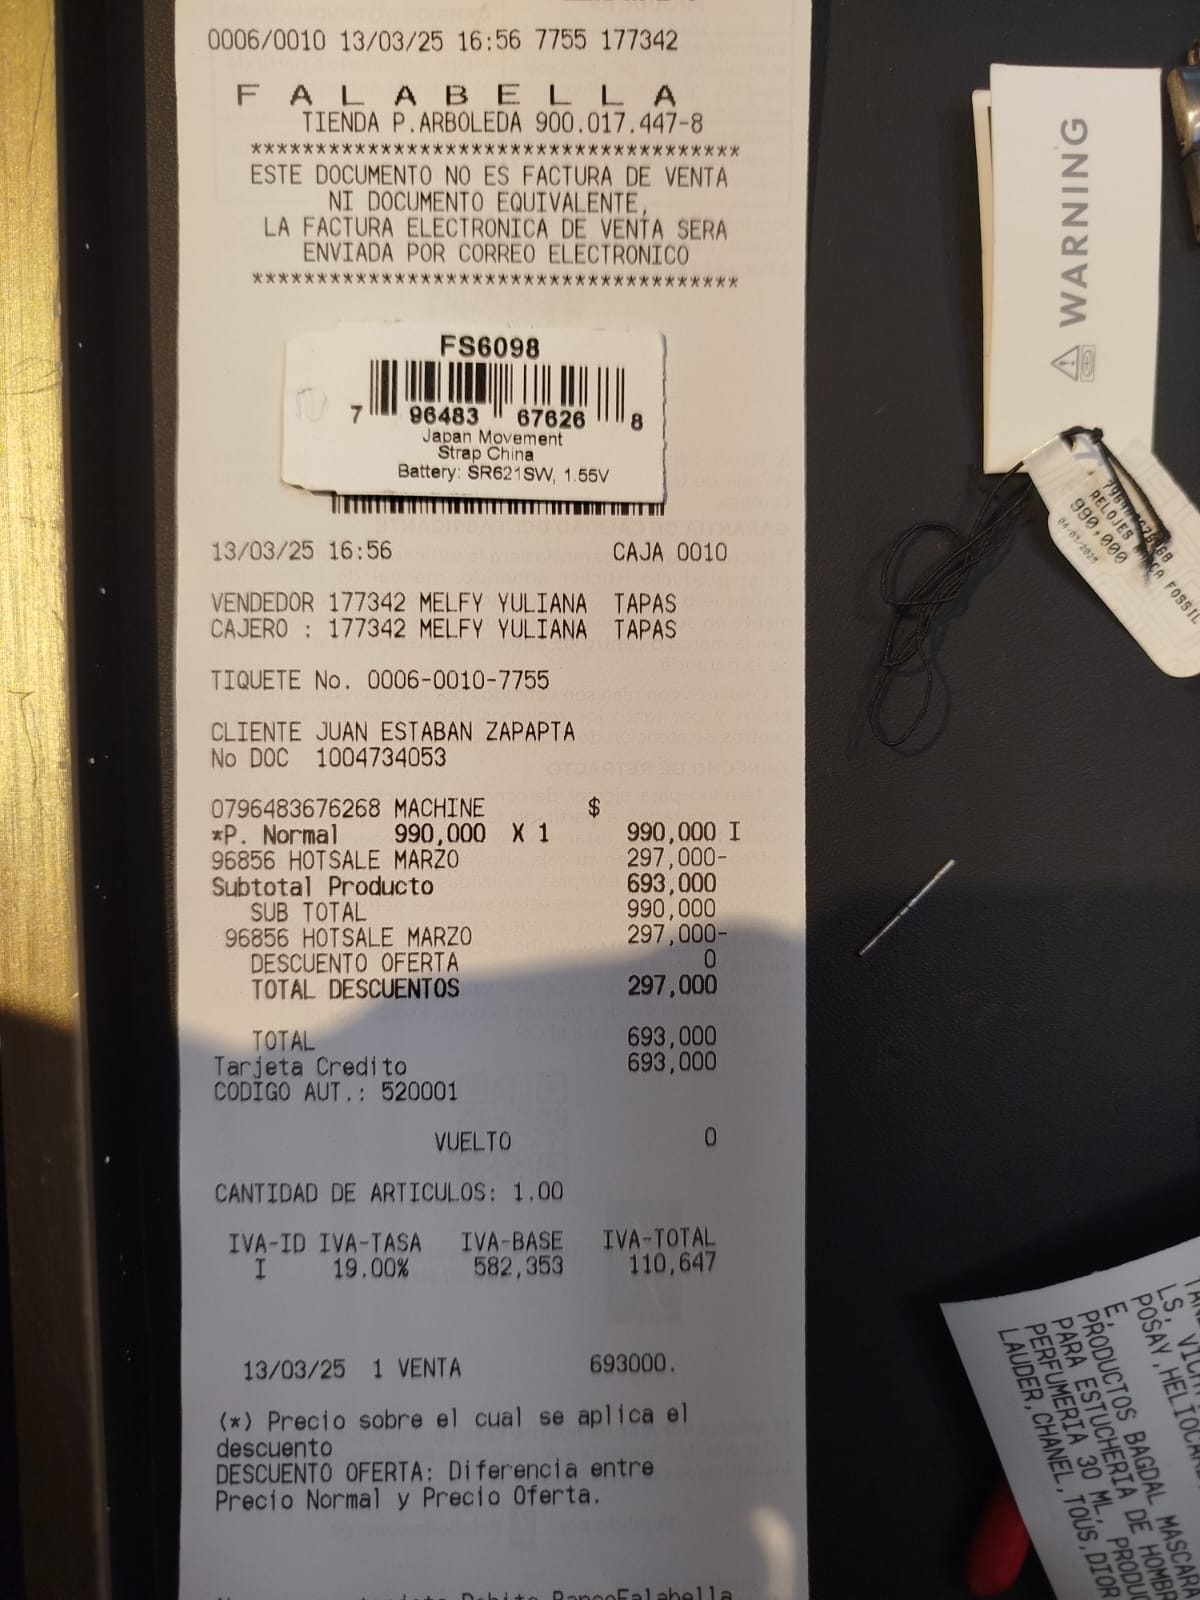 0006/0010 13/03/25 16:56 7755 177342
F A L A B E L L A
TIENDA P.ARBOLEDA 900.017.447-8
**************************************
ESTE DOCUMENTO NO ES FACTURA DE VENTA
NI DOCUMENTO EQUIVALENTE,
LA FACTURA ELECTRONICA DE VENTA SERA
ENVIADA POR CORREO ELECTRONICO
**************************************
FS6098
7 96483 67626 8
Japan Movement
Strap China
Battery: SR621SW, 1.55V
13/03/25 16:56 CAJA 0010
VENDEDOR 177342 MELFY YULIANA TAPAS
CAJERO : 177342 MELFY YULIANA TAPAS
TIQUETE No. 0006-0010-7755
CLIENTE JUAN ESTABAN ZAPAPTA
No DOC 1004734053
0796483676268 MACHINE $
*P. Normal 990,000 X 1 990,000 I
96856 HOTSALE MARZO 297,000-
Subtotal Producto 693,000
SUB TOTAL 990,000
96856 HOTSALE MARZO 297,000-
DESCUENTO OFERTA 0
TOTAL DESCUENTOS 297,000
TOTAL 693,000
Tarjeta Credito 693,000
CODIGO AUT.: 520001
VUELTO 0
CANTIDAD DE ARTICULOS: 1.00
IVA-ID IVA-TASA IVA-BASE IVA-TOTAL
I 19.00% 582,353 110,647
13/03/25 1 VENTA 693000.
(*) Precio sobre el cual se aplica el
descuento
DESCUENTO OFERTA: Diferencia entre
Precio Normal y Precio Oferta.
WARNING
RELOJES FOSSIL
990,000
04/03/2025
POSAY,HELIOCAR
E,PRODUCTOS BAGDAL MASCARA
PARA ESTUCHERIA DE HOMBR
PERFUMERIA 30 ML, PRODUC
LAUDER,CHANEL,TOUS,DIOR